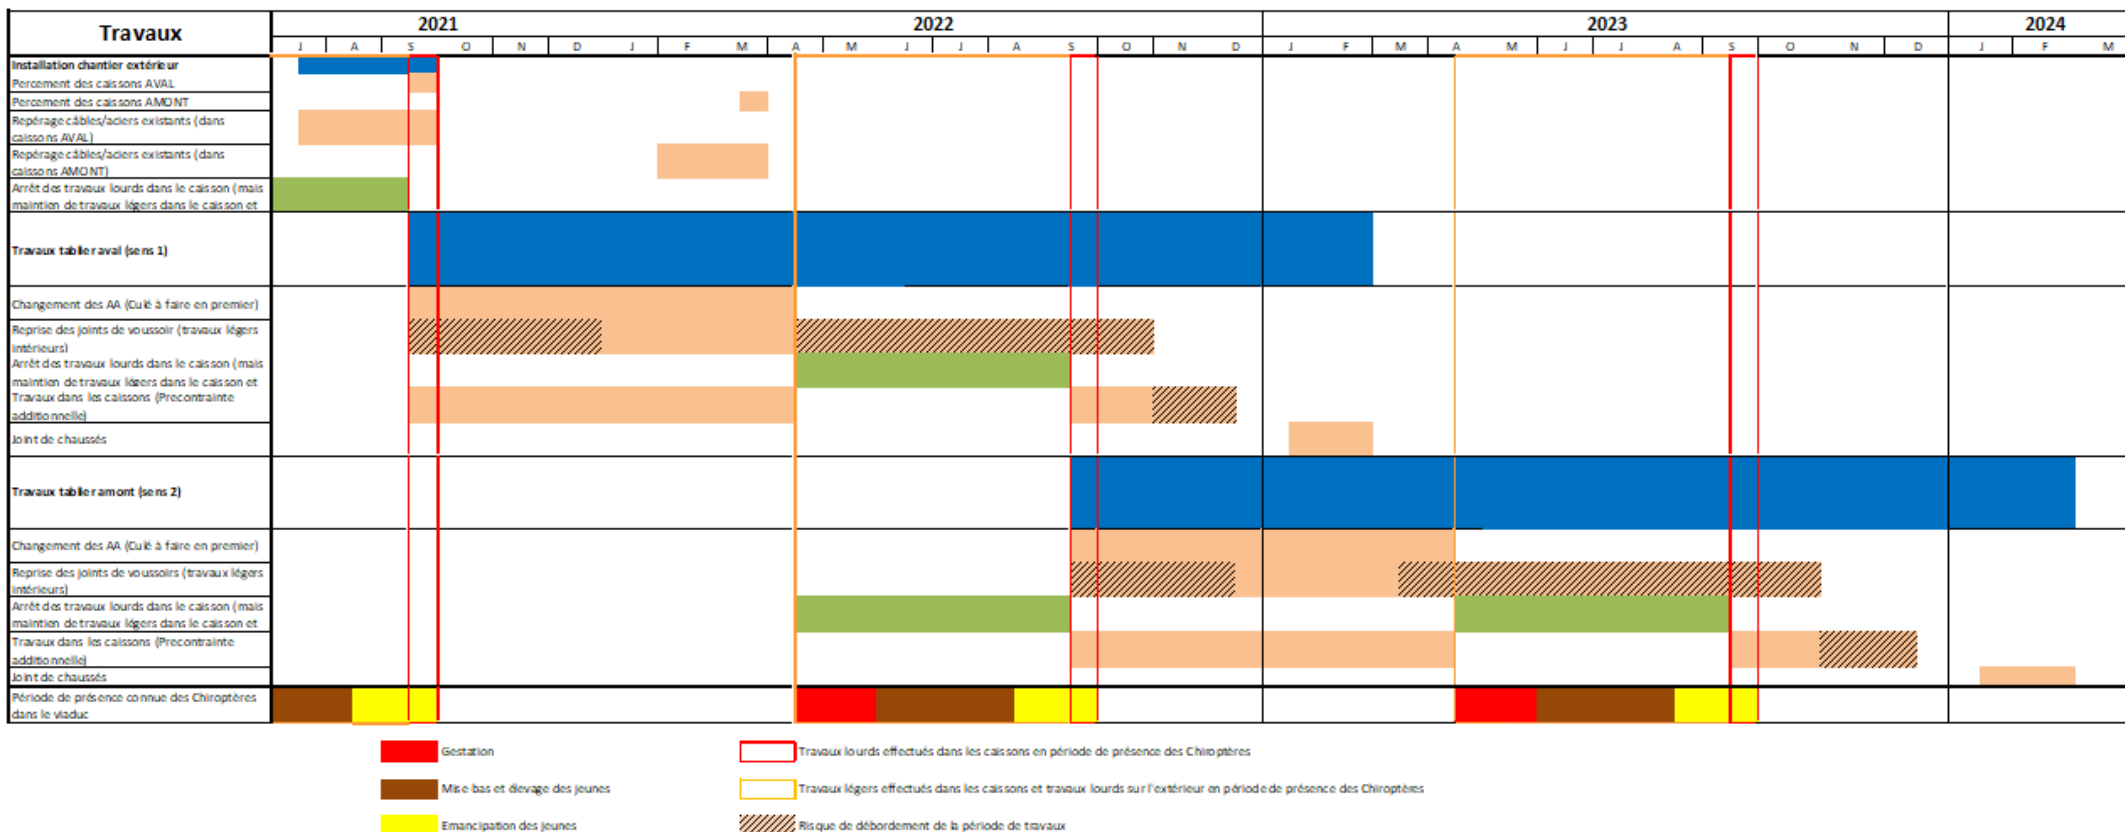 Travaux
2021
2022
2023
2024
J A S O N D J F M A M J J A S O N D J F M A M J J A S O N D J F M
Installation chantier extérieur
Percement des caissons AVAL
Percement des caissons AMONT
Repérage câbles/aciers existants (dans
caissons AVAL)
Repérage câbles/aciers existants (dans
caissons AMONT)
Arrêt des travaux lourds dans le caisson (mais
maintien de travaux légers dans le caisson et
Travaux tablier aval (sens 1)
Changement des AA (Culé à faire en premier)
Reprise des joints de voussoir (travaux légers
intérieurs)
Arrêt des travaux lourds dans le caisson (mais
maintien de travaux légers dans le caisson et
Travaux dans les caissons (Precontrainte
additionnelle)
Joint de chaussés
Travaux tablier amont (sens 2)
Changement des AA (Culé à faire en premier)
Reprise des joints de voussoirs (travaux légers
intérieurs)
Arrêt des travaux lourds dans le caisson (mais
maintien de travaux légers dans le caisson et
Travaux dans les caissons (Precontrainte
additionnelle)
Joint de chaussés
Période de présence connue des Chiroptères
dans le viaduc
Gestation
Travaux lourds effectués dans les caissons en période de présence des Chiroptères
Mise bas et élevage des jeunes
Travaux légers effectués dans les caissons et travaux lourds sur l'extérieur en période de présence des Chiroptères
Emancipation des jeunes
Risque de débordement de la période de travaux